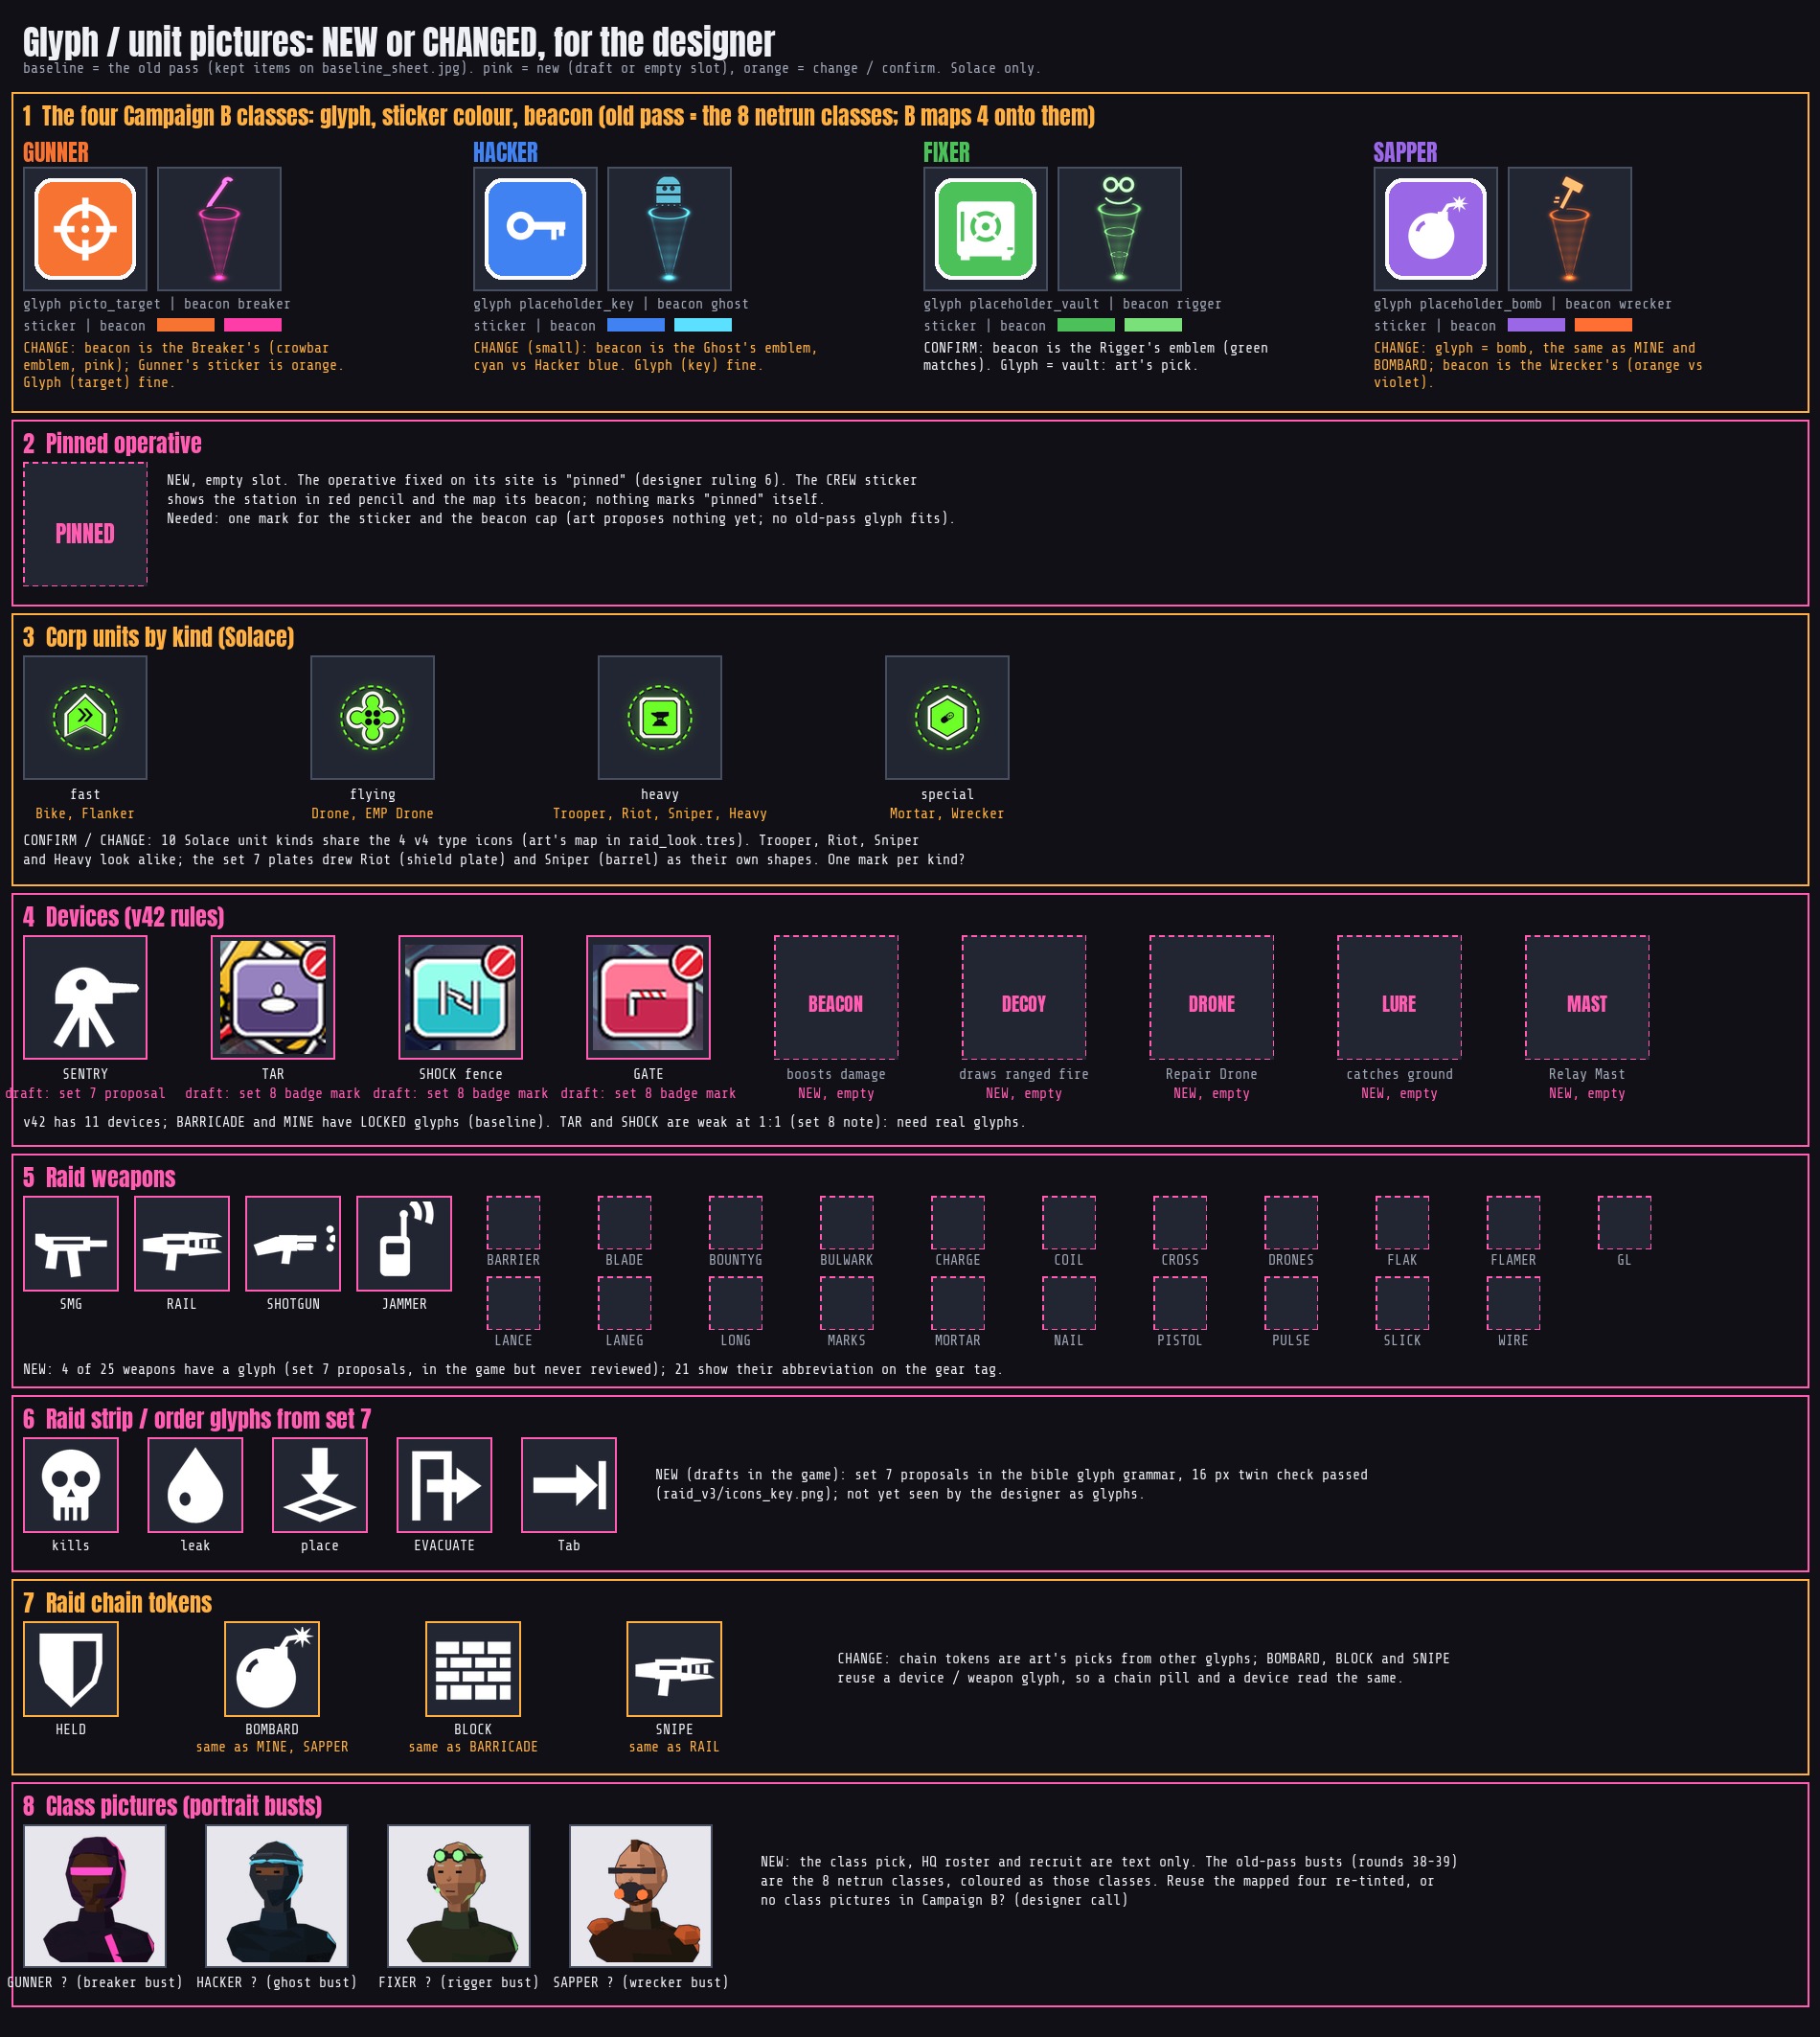 Glyph / unit pictures: NEW or CHANGED, for the designer
baseline = the old pass (kept items on baseline_sheet.jpg). pink = new (draft or empty slot), orange = change / confirm. Solace only.
1 The four Campaign B classes: glyph, sticker colour, beacon (old pass = the 8 netrun classes; B maps 4 onto them)
GUNNER
glyph picto_target | beacon breaker
sticker | beacon
CHANGE: beacon is the Breaker's (crowbar
emblem, pink); Gunner's sticker is orange.
Glyph (target) fine.
HACKER
glyph placeholder_key | beacon ghost
sticker | beacon
CHANGE (small): beacon is the Ghost's emblem,
cyan vs Hacker blue. Glyph (key) fine.
FIXER
glyph placeholder_vault | beacon rigger
sticker | beacon
CONFIRM: beacon is the Rigger's emblem (green
matches). Glyph = vault: art's pick.
SAPPER
glyph placeholder_bomb | beacon wrecker
sticker | beacon
CHANGE: glyph = bomb, the same as MINE and
BOMBARD; beacon is the Wrecker's (orange vs
violet).
2 Pinned operative
PINNED
NEW, empty slot. The operative fixed on its site is "pinned" (designer ruling 6). The CREW sticker
shows the station in red pencil and the map its beacon; nothing marks "pinned" itself.
Needed: one mark for the sticker and the beacon cap (art proposes nothing yet; no old-pass glyph fits).
3 Corp units by kind (Solace)
fast
Bike, Flanker
flying
Drone, EMP Drone
heavy
Trooper, Riot, Sniper, Heavy
special
Mortar, Wrecker
CONFIRM / CHANGE: 10 Solace unit kinds share the 4 v4 type icons (art's map in raid_look.tres). Trooper, Riot, Sniper
and Heavy look alike; the set 7 plates drew Riot (shield plate) and Sniper (barrel) as their own shapes. One mark per kind?
4 Devices (v42 rules)
SENTRY
draft: set 7 proposal
TAR
draft: set 8 badge mark
SHOCK fence
draft: set 8 badge mark
GATE
draft: set 8 badge mark
BEACON
boosts damage
NEW, empty
DECOY
draws ranged fire
NEW, empty
DRONE
Repair Drone
NEW, empty
LURE
catches ground
NEW, empty
MAST
Relay Mast
NEW, empty
v42 has 11 devices; BARRICADE and MINE have LOCKED glyphs (baseline). TAR and SHOCK are weak at 1:1 (set 8 note): need real glyphs.
5 Raid weapons
SMG
RAIL
SHOTGUN
JAMMER
BARRIER
BLADE
BOUNTYG
BULWARK
CHARGE
COIL
CROSS
DRONES
FLAK
FLAMER
GL
LANCE
LANEG
LONG
MARKS
MORTAR
NAIL
PISTOL
PULSE
SLICK
WIRE
NEW: 4 of 25 weapons have a glyph (set 7 proposals, in the game but never reviewed); 21 show their abbreviation on the gear tag.
6 Raid strip / order glyphs from set 7
kills
leak
place
EVACUATE
Tab
NEW (drafts in the game): set 7 proposals in the bible glyph grammar, 16 px twin check passed
(raid_v3/icons_key.png); not yet seen by the designer as glyphs.
7 Raid chain tokens
HELD
BOMBARD
same as MINE, SAPPER
BLOCK
same as BARRICADE
SNIPE
same as RAIL
CHANGE: chain tokens are art's picks from other glyphs; BOMBARD, BLOCK and SNIPE
reuse a device / weapon glyph, so a chain pill and a device read the same.
8 Class pictures (portrait busts)
GUNNER ? (breaker bust)
HACKER ? (ghost bust)
FIXER ? (rigger bust)
SAPPER ? (wrecker bust)
NEW: the class pick, HQ roster and recruit are text only. The old-pass busts (rounds 38-39)
are the 8 netrun classes, coloured as those classes. Reuse the mapped four re-tinted, or
no class pictures in Campaign B? (designer call)